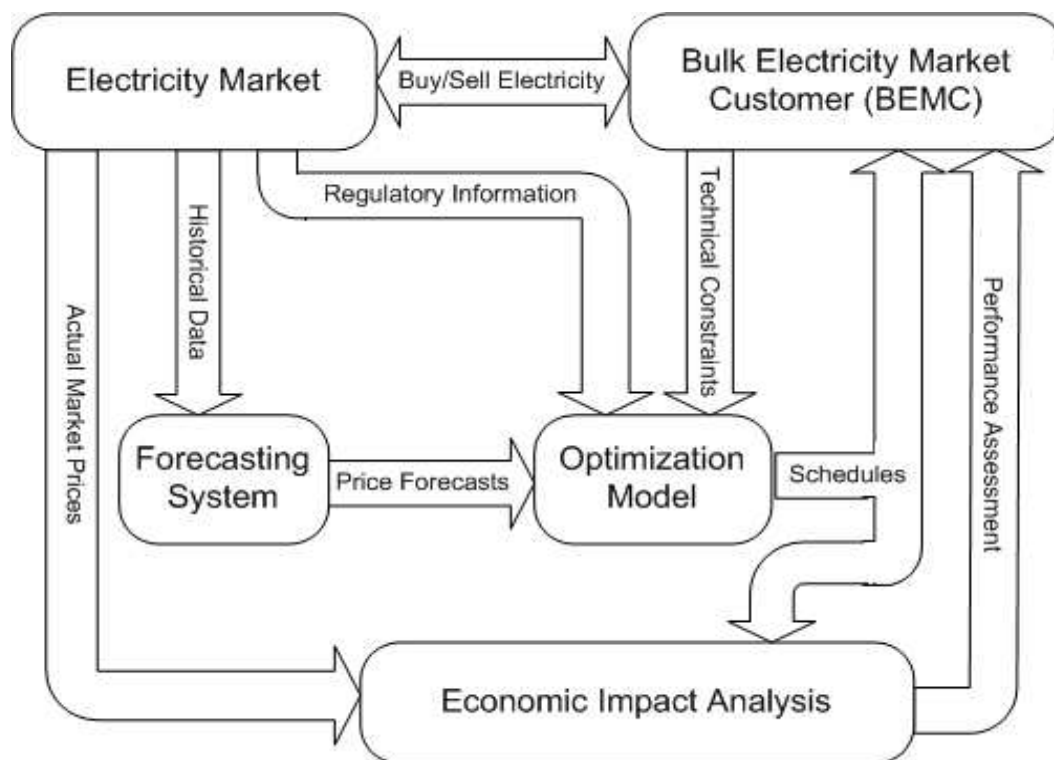 Electricity Market
Buy/Sell Electricity
Bulk Electricity Market
Customer (BEMC)
Regulatory Information
Historical Data
Technical Constraints
Actual Market Prices
Performance Assessment
Forecasting
System
Price Forecasts
Optimization
Model
Schedules
Economic Impact Analysis